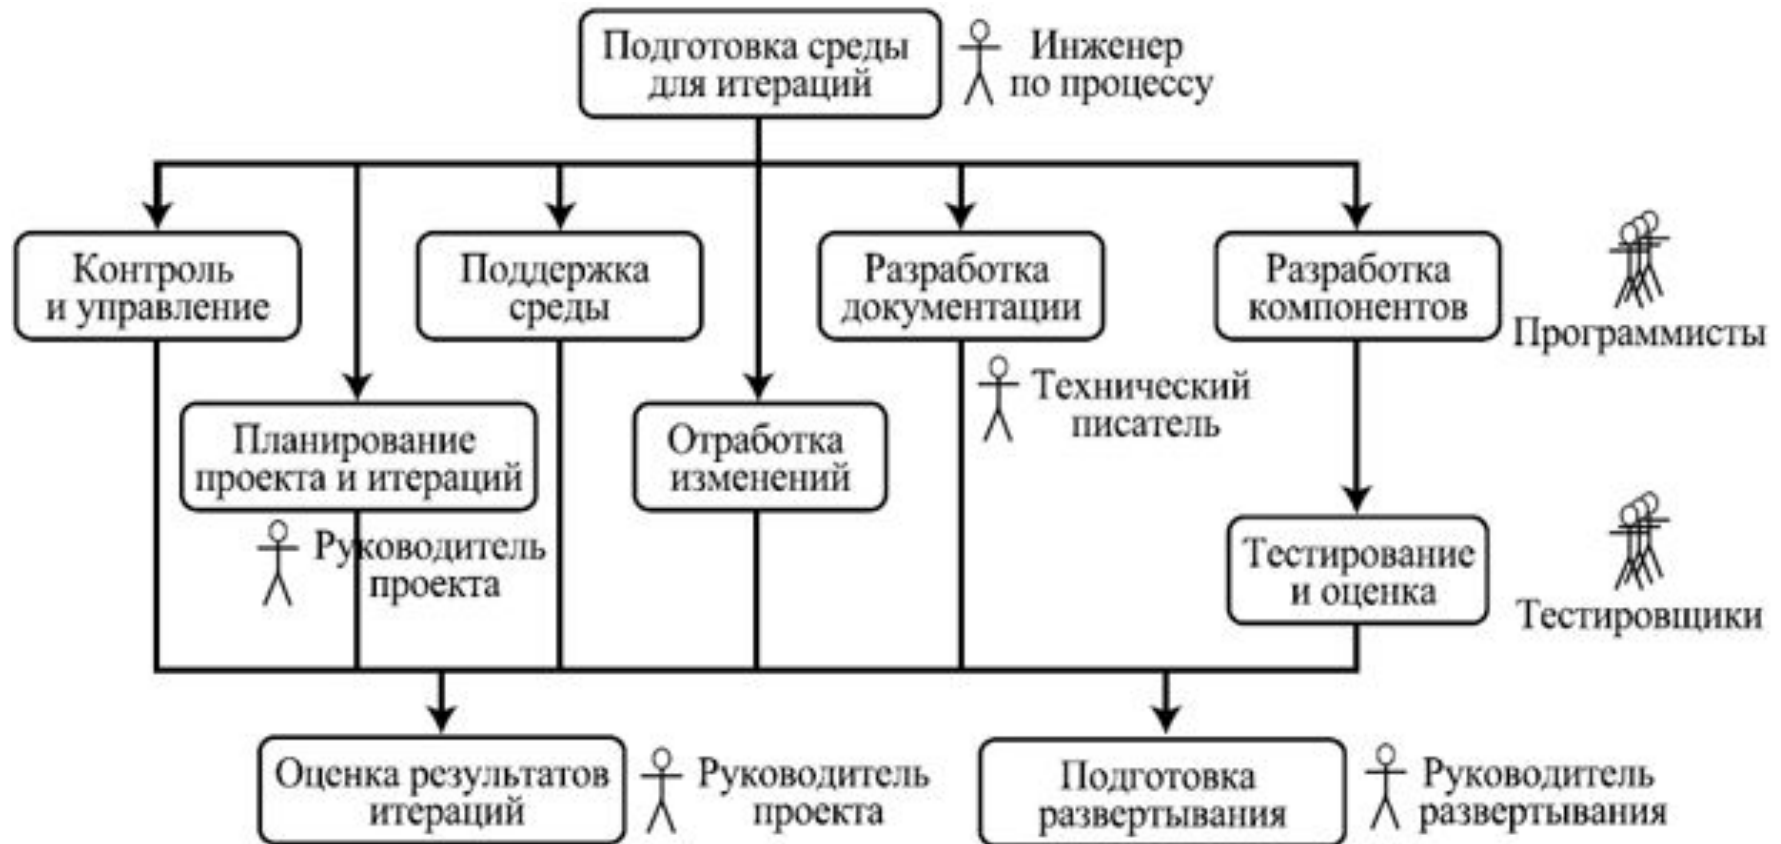 Подготовка среды
для итераций
Инженер
по процессу
Контроль
и управление
Поддержка
среды
Разработка
документации
Разработка
компонентов
Программисты
Планирование
проекта и итераций
Отработка
изменений
Технический
писатель
Руководитель
проекта
Тестирование
и оценка
Тестировщики
Оценка результатов
итераций
Руководитель
проекта
Подготовка
развертывания
Руководитель
развертывания